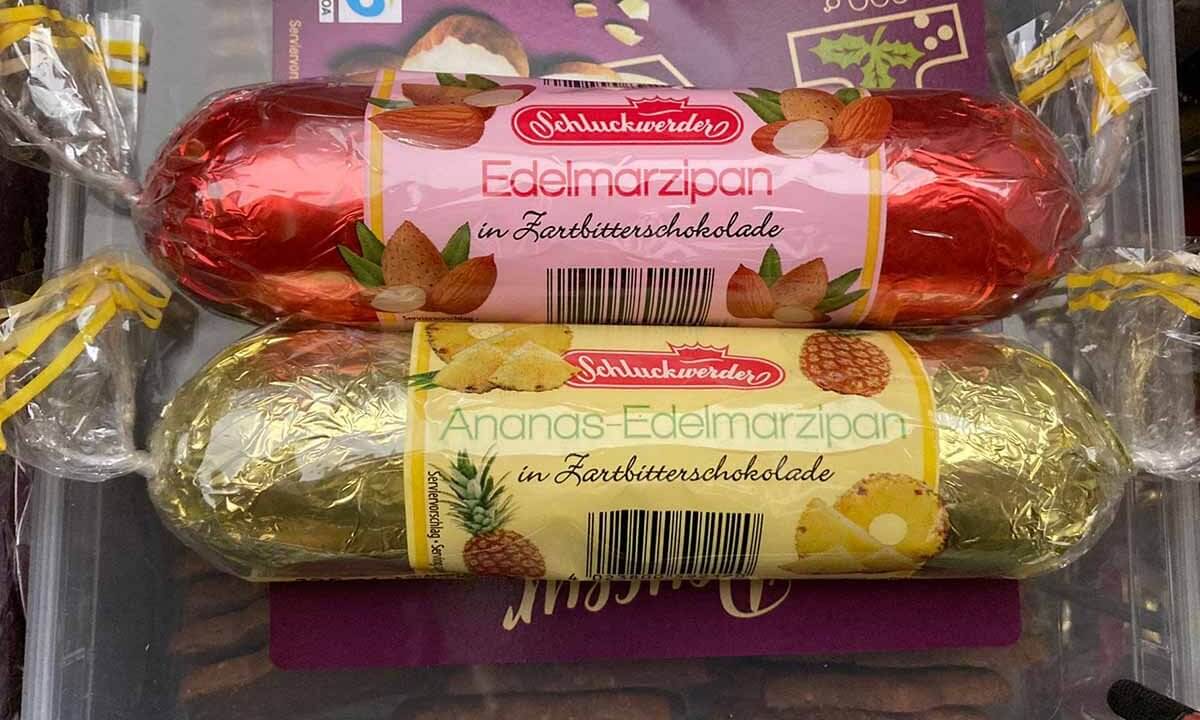 Schluckwerder
Edelmarzipan
in Zartbitterschokolade
Schluckwerder
Ananas-Edelmarzipan
in Zartbitterschokolade
Serviervorschlag